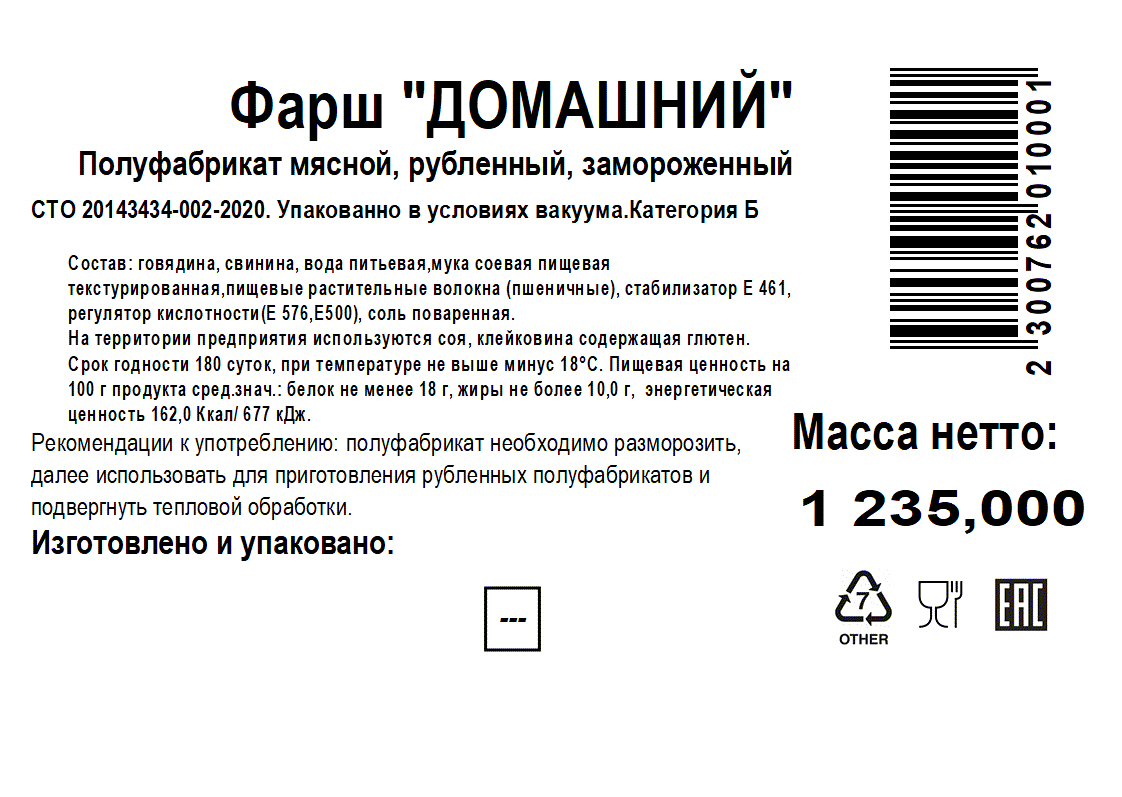 Фарш "ДОМАШНИЙ"
Полуфабрикат мясной, рубленный, замороженный
СТО 20143434-002-2020. Упакованно в условиях вакуума.Категория Б
Состав: говядина, свинина, вода питьевая,мука соевая пищевая
текстурированная,пищевые растительные волокна (пшеничные), стабилизатор Е 461,
регулятор кислотности(Е 576,Е500), соль поваренная.
На территории предприятия используются соя, клейковина содержащая глютен.
Срок годности 180 суток, при температуре не выше минус 18°С. Пищевая ценность на
100 г продукта сред.знач.: белок не менее 18 г, жиры не более 10,0 г, энергетическая
ценность 162,0 Ккал/ 677 кДж.
Рекомендации к употреблению: полуфабрикат необходимо разморозить,
далее использовать для приготовления рубленных полуфабрикатов и
подвергнуть тепловой обработки.
Изготовлено и упаковано:
---
2 300762 010001
Масса нетто:
1 235,000
7
OTHER
EAC